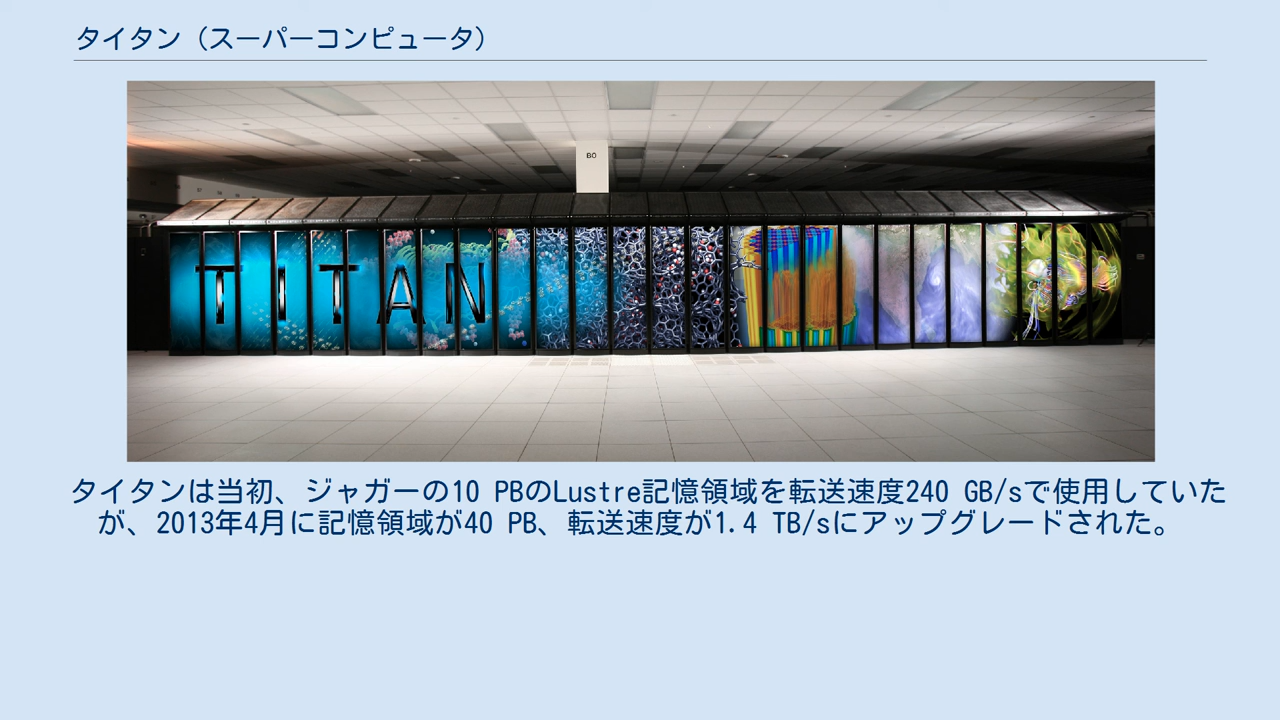 タイタン（スーパーコンピュータ）
BO
TITAN
タイタンは当初、ジャガーの10 PBのLustre記憶領域を転送速度240 GB/sで使用していた
が、2013年4月に記憶領域が40 PB、転送速度が1.4 TB/sにアップグレードされた。